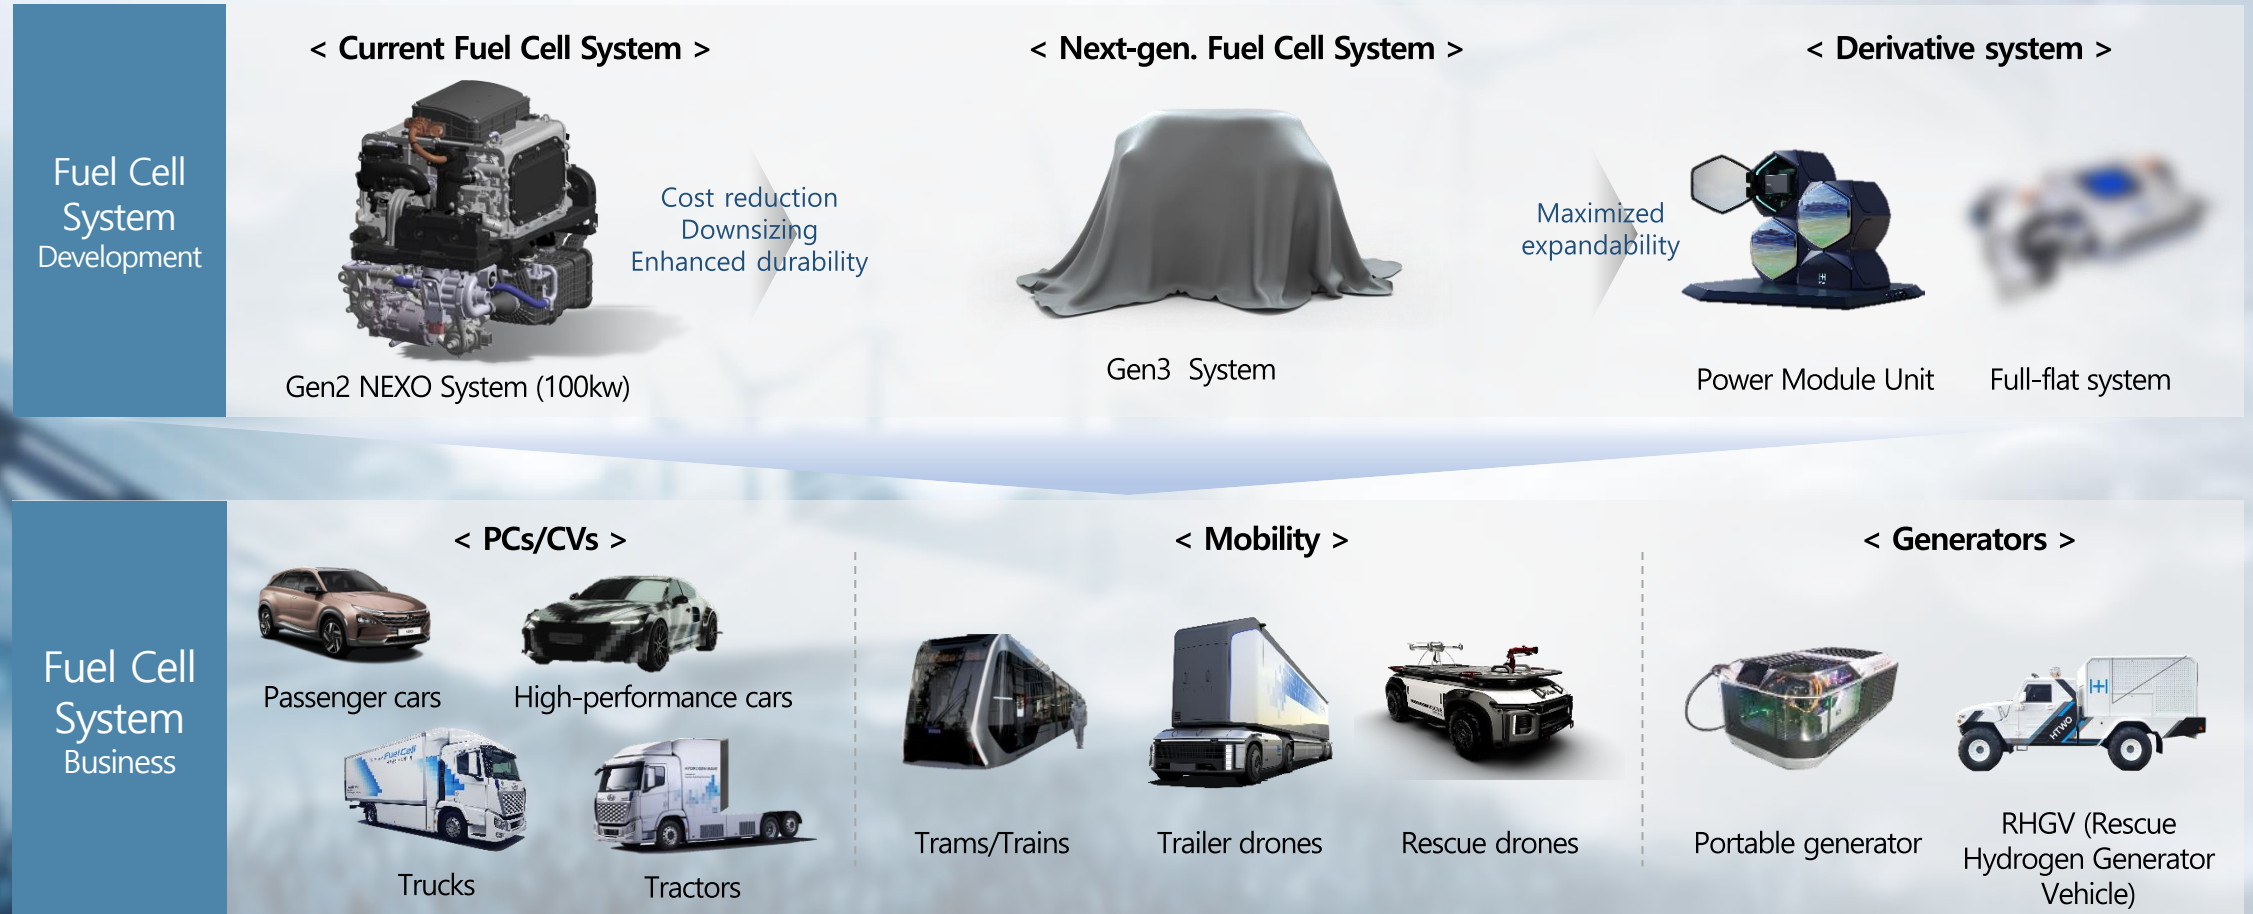 Fuel Cell
System
Development
< Current Fuel Cell System >
Gen2 NEXO System (100kw)
Cost reduction
Downsizing
Enhanced durability
< Next-gen. Fuel Cell System >
Gen3 System
Maximized
expandability
< Derivative system >
Power Module Unit
Full-flat system
Fuel Cell
System
Business
< PCs/CVs >
Passenger cars
High-performance cars
FuelCell
Trucks
Tractors
< Mobility >
Trams/Trains
Trailer drones
Rescue drones
< Generators >
Portable generator
HTWO
RHGV (Rescue
Hydrogen Generator
Vehicle)